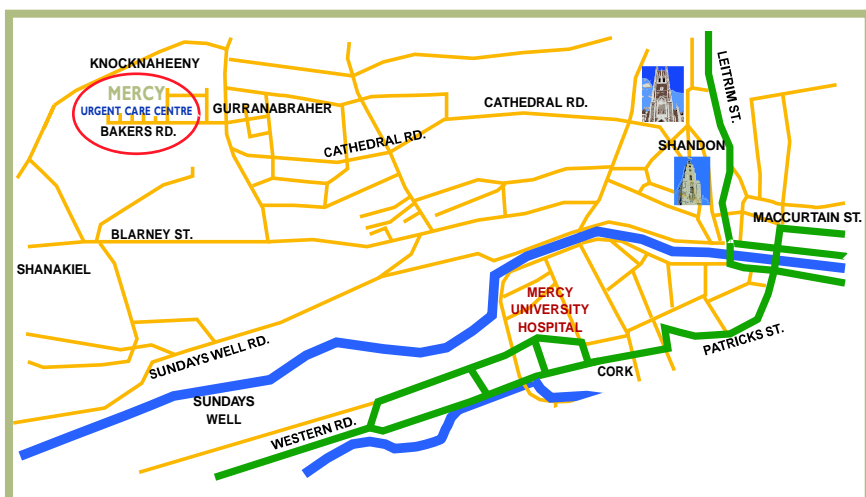 KNOCKNAHEENY
MERCY
URGENT CARE CENTRE
BAKERS RD.
GURRANABRAHER
CATHEDRAL RD.
CATHEDRAL RD.
LEITRIM ST.
SHANDON
MACCURTAIN ST.
BLARNEY ST.
SHANAKIEL
MERCY
UNIVERSITY
HOSPITAL
SUNDAYS WELL RD.
PATRICKS ST.
CORK
SUNDAYS
WELL
WESTERN RD.